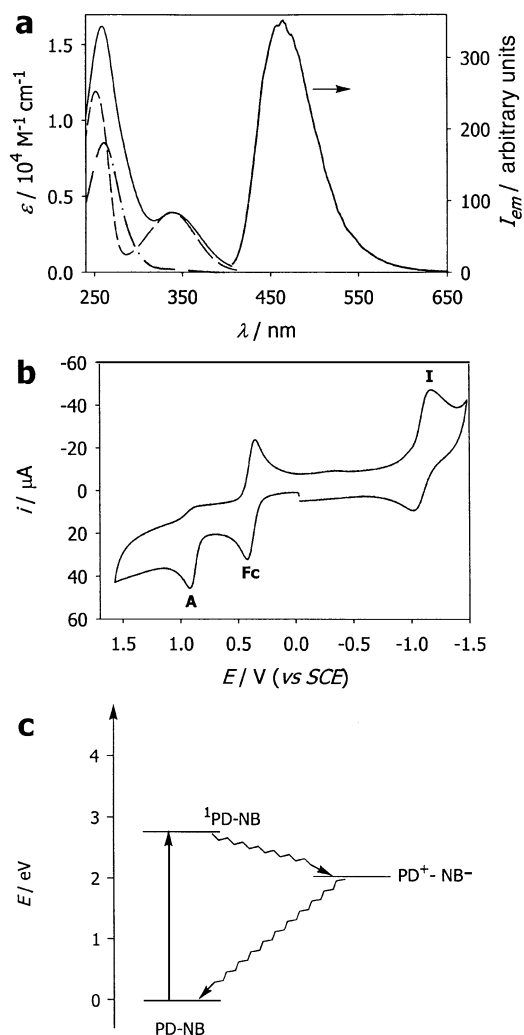 a
1.5
1.0
0.5
0.0
ε / 10⁴ M⁻¹ cm⁻¹
300
200
100
0
I_em / arbitrary units
250 350 450 550 650
λ / nm
b
-60
-40
-20
0
20
40
60
i / µA
I
A
Fc
1.5 1.0 0.5 0.0 -0.5 -1.0 -1.5
E / V (vs SCE)
c
4
3
2
1
0
E / eV
¹PD-NB
PD⁺- NB⁻
PD-NB